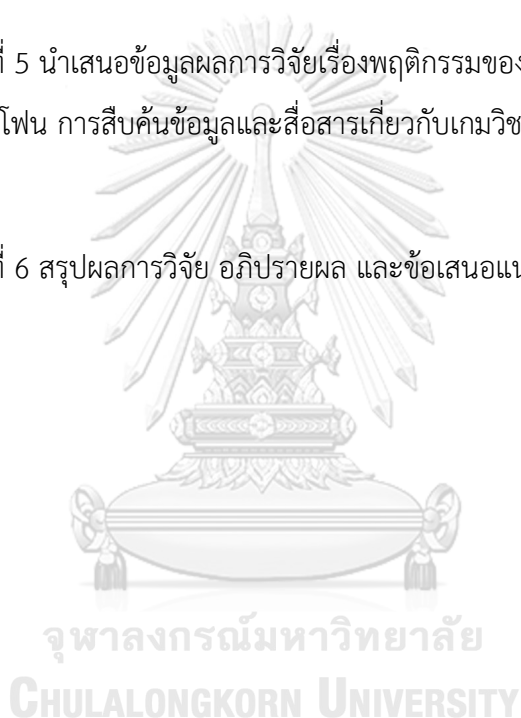 ที่ 5 นำเสนอข้อมูลผลการวิจัยเรื่องพฤติกรรมของ
โฟน การสืบค้นข้อมูลและสื่อสารเกี่ยวกับเกมวิช
ที่ 6 สรุปผลการวิจัย อภิปรายผล และข้อเสนอแน
จุฬาลงกรณ์มหาวิทยาลัย
CHULALONGKORN UNIVERSITY